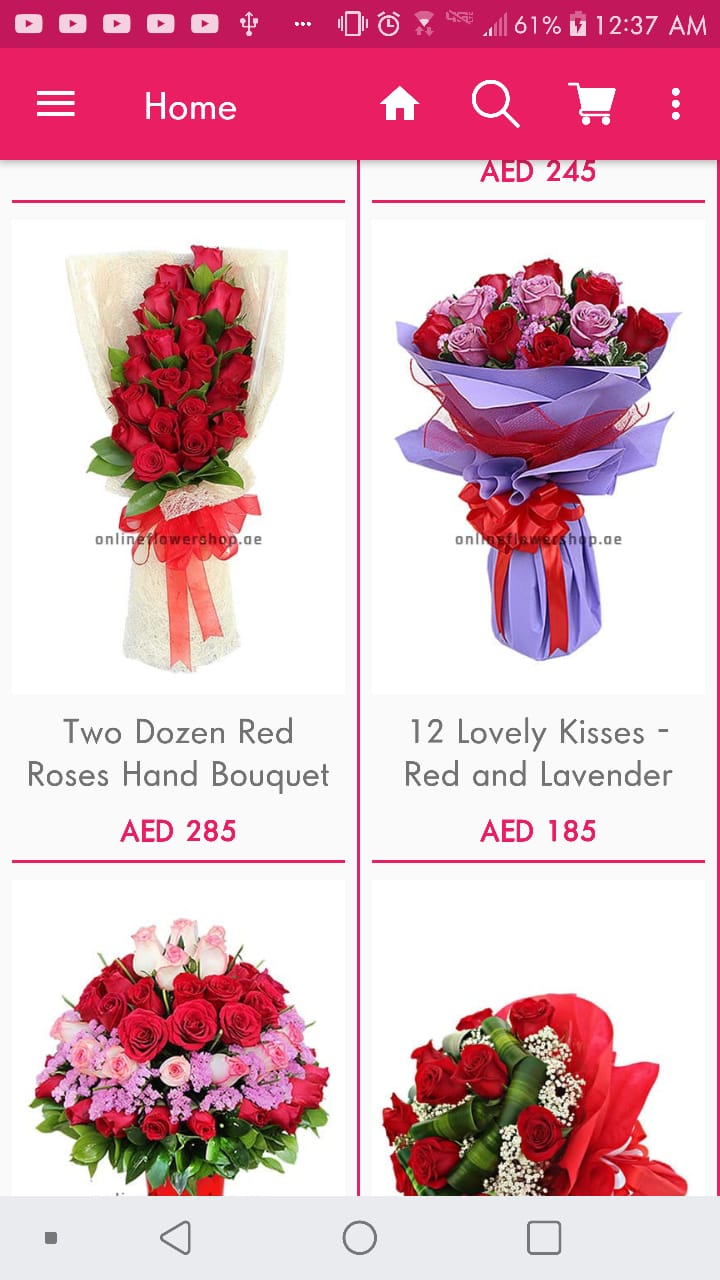 61% 12:37 AM
Home
AED 245
onlineflowershop.ae
onlineflowershop.ae
Two Dozen Red
Roses Hand Bouquet
AED 285
12 Lovely Kisses -
Red and Lavender
AED 185